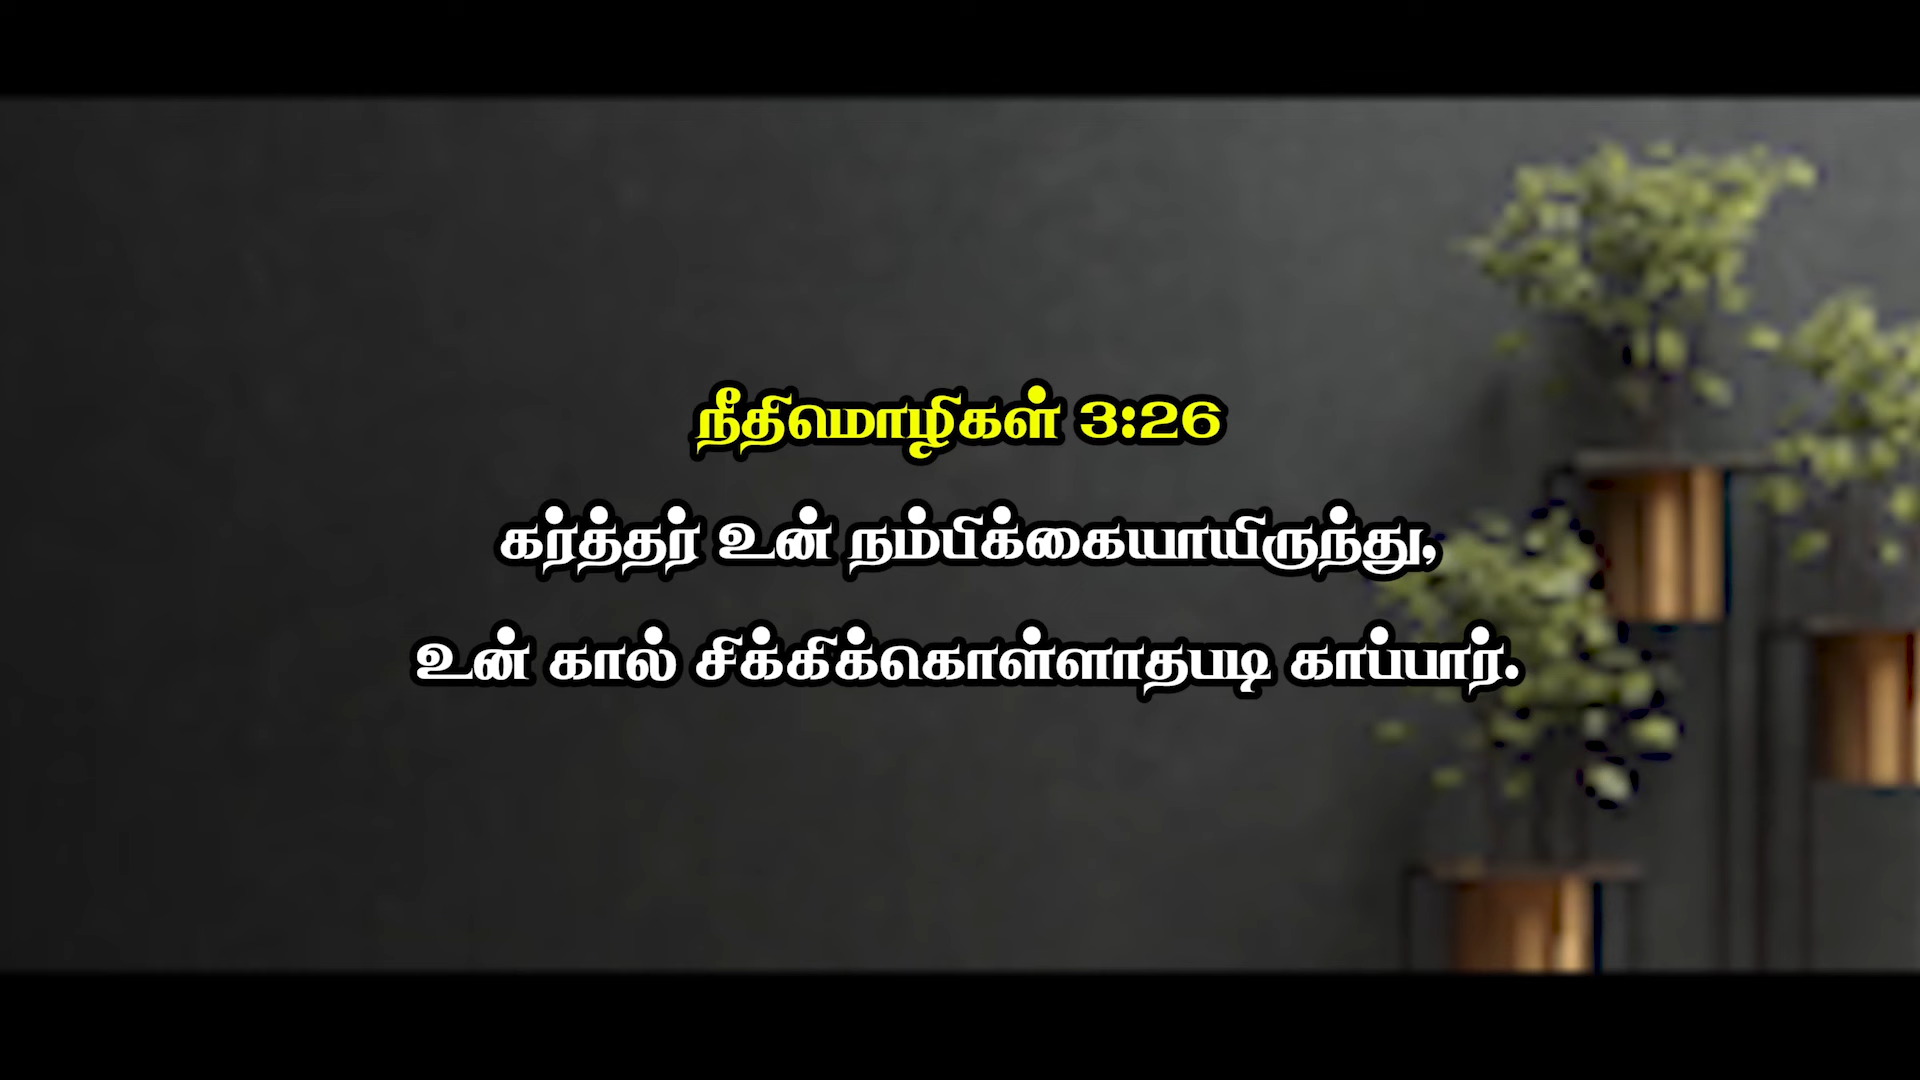 நீதிமொழிகள் 3:26
கர்த்தர் உன் நம்பிக்கையாயிருந்து,
உன் கால் சிக்கிக்கொள்ளாதபடி காப்பார்.